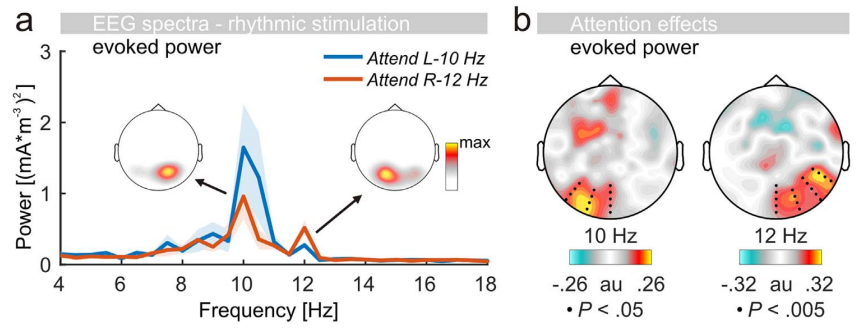 a
EEG spectra - rhythmic stimulation
evoked power
Attend L-10 Hz
Attend R-12 Hz
max
Power [(mA*m⁻³)²]
3
2
1
0
4 6 8 10 12 14 16 18
Frequency [Hz]
b
Attention effects
evoked power
10 Hz
-.26 au .26
• P < .05
12 Hz
-.32 au .32
• P < .005